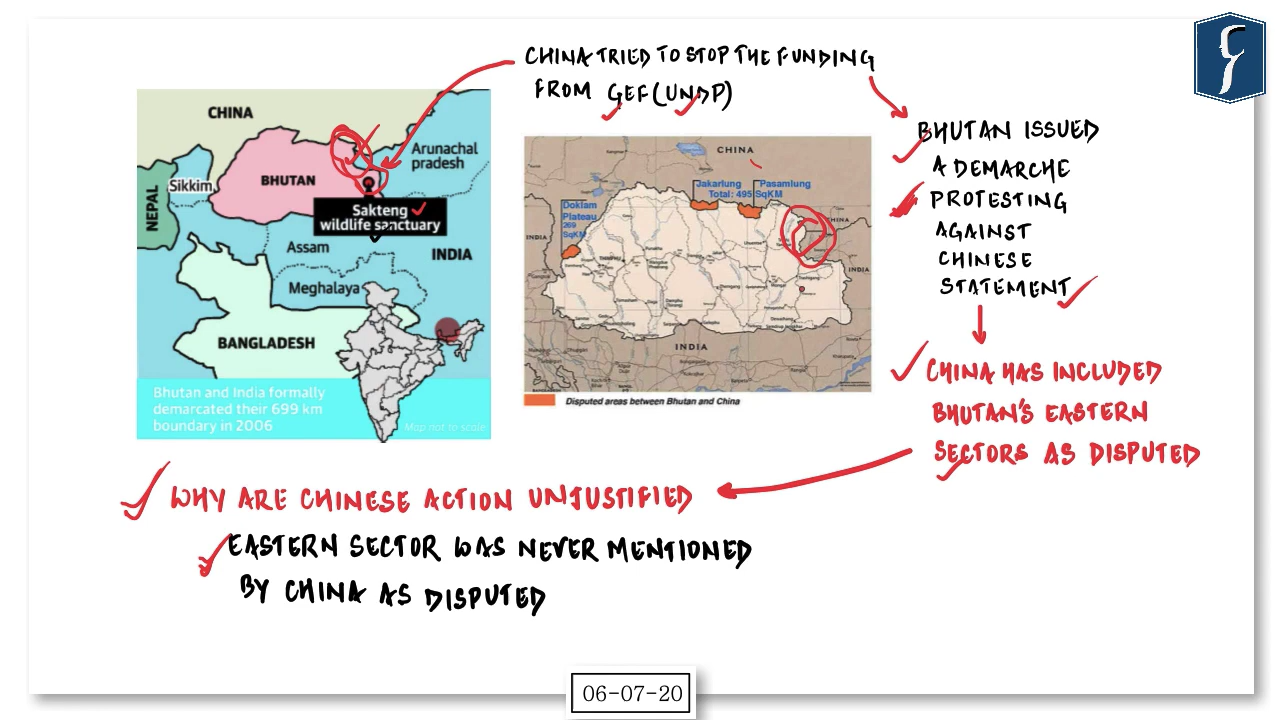 CHINA TRIED TO STOP THE FUNDING
FROM GEF (UNDP)
BHUTAN ISSUED
A DEMARCHE
PROTESTING
AGAINST
CHINESE
STATEMENT
CHINA HAS INCLUDED
BHUTAN'S EASTERN
SECTORS AS DISPUTED
CHINA
Arunachal
pradesh
Sikkim
BHUTAN
NEPAL
Sakteng
wildlife sanctuary
Assam
INDIA
Meghalaya
BANGLADESH
Bhutan and India formally
demarcated their 699 km
boundary in 2006
Map not to scale
CHINA
Jakarlung
Pasamlung
Total: 495 SqKM
Doklam
Plateau
269
SqKM
CHINA
INDIA
INDIA
INDIA
Disputed areas between Bhutan and China
WHY ARE CHINESE ACTION UNJUSTIFIED
EASTERN SECTOR WAS NEVER MENTIONED
BY CHINA AS DISPUTED
06-07-20